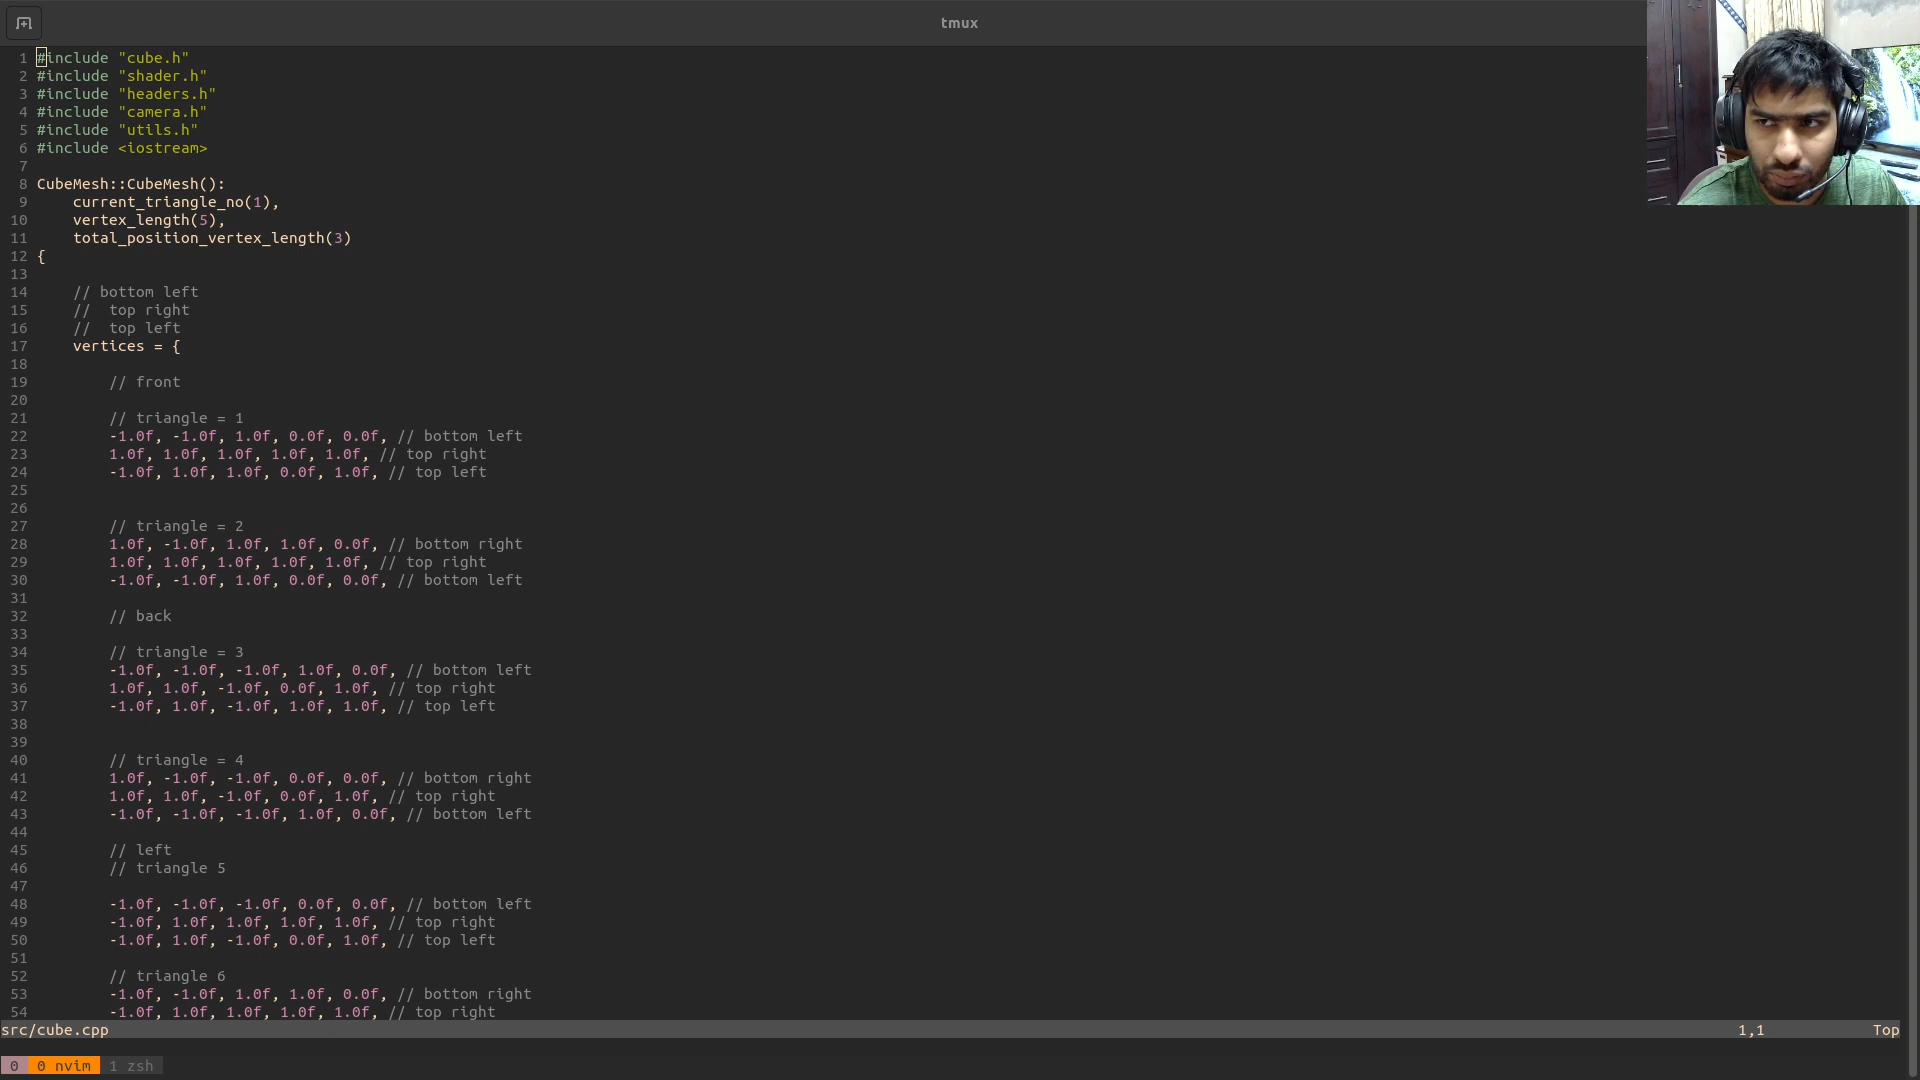 tmux
1 #include "cube.h"
2 #include "shader.h"
3 #include "headers.h"
4 #include "camera.h"
5 #include "utils.h"
6 #include <iostream>
7
8 CubeMesh::CubeMesh():
9     current_triangle_no(1),
10     vertex_length(5),
11     total_position_vertex_length(3)
12 {
13
14     // bottom left
15     //  top right
16     //  top left
17     vertices = {
18
19         // front
20
21         // triangle = 1
22         -1.0f, -1.0f, 1.0f, 0.0f, 0.0f, // bottom left
23         1.0f, 1.0f, 1.0f, 1.0f, 1.0f, // top right
24         -1.0f, 1.0f, 1.0f, 0.0f, 1.0f, // top left
25
26
27         // triangle = 2
28         1.0f, -1.0f, 1.0f, 1.0f, 0.0f, // bottom right
29         1.0f, 1.0f, 1.0f, 1.0f, 1.0f, // top right
30         -1.0f, -1.0f, 1.0f, 0.0f, 0.0f, // bottom left
31
32         // back
33
34         // triangle = 3
35         -1.0f, -1.0f, -1.0f, 1.0f, 0.0f, // bottom left
36         1.0f, 1.0f, -1.0f, 0.0f, 1.0f, // top right
37         -1.0f, 1.0f, -1.0f, 1.0f, 1.0f, // top left
38
39
40         // triangle = 4
41         1.0f, -1.0f, -1.0f, 0.0f, 0.0f, // bottom right
42         1.0f, 1.0f, -1.0f, 0.0f, 1.0f, // top right
43         -1.0f, -1.0f, -1.0f, 1.0f, 0.0f, // bottom left
44
45         // left
46         // triangle 5
47
48         -1.0f, -1.0f, -1.0f, 0.0f, 0.0f, // bottom left
49         -1.0f, 1.0f, 1.0f, 1.0f, 1.0f, // top right
50         -1.0f, 1.0f, -1.0f, 0.0f, 1.0f, // top left
51
52         // triangle 6
53         -1.0f, -1.0f, 1.0f, 1.0f, 0.0f, // bottom right
54         -1.0f, 1.0f, 1.0f, 1.0f, 1.0f, // top right
src/cube.cpp 1,1 Top
0 0 nvim 1 zsh